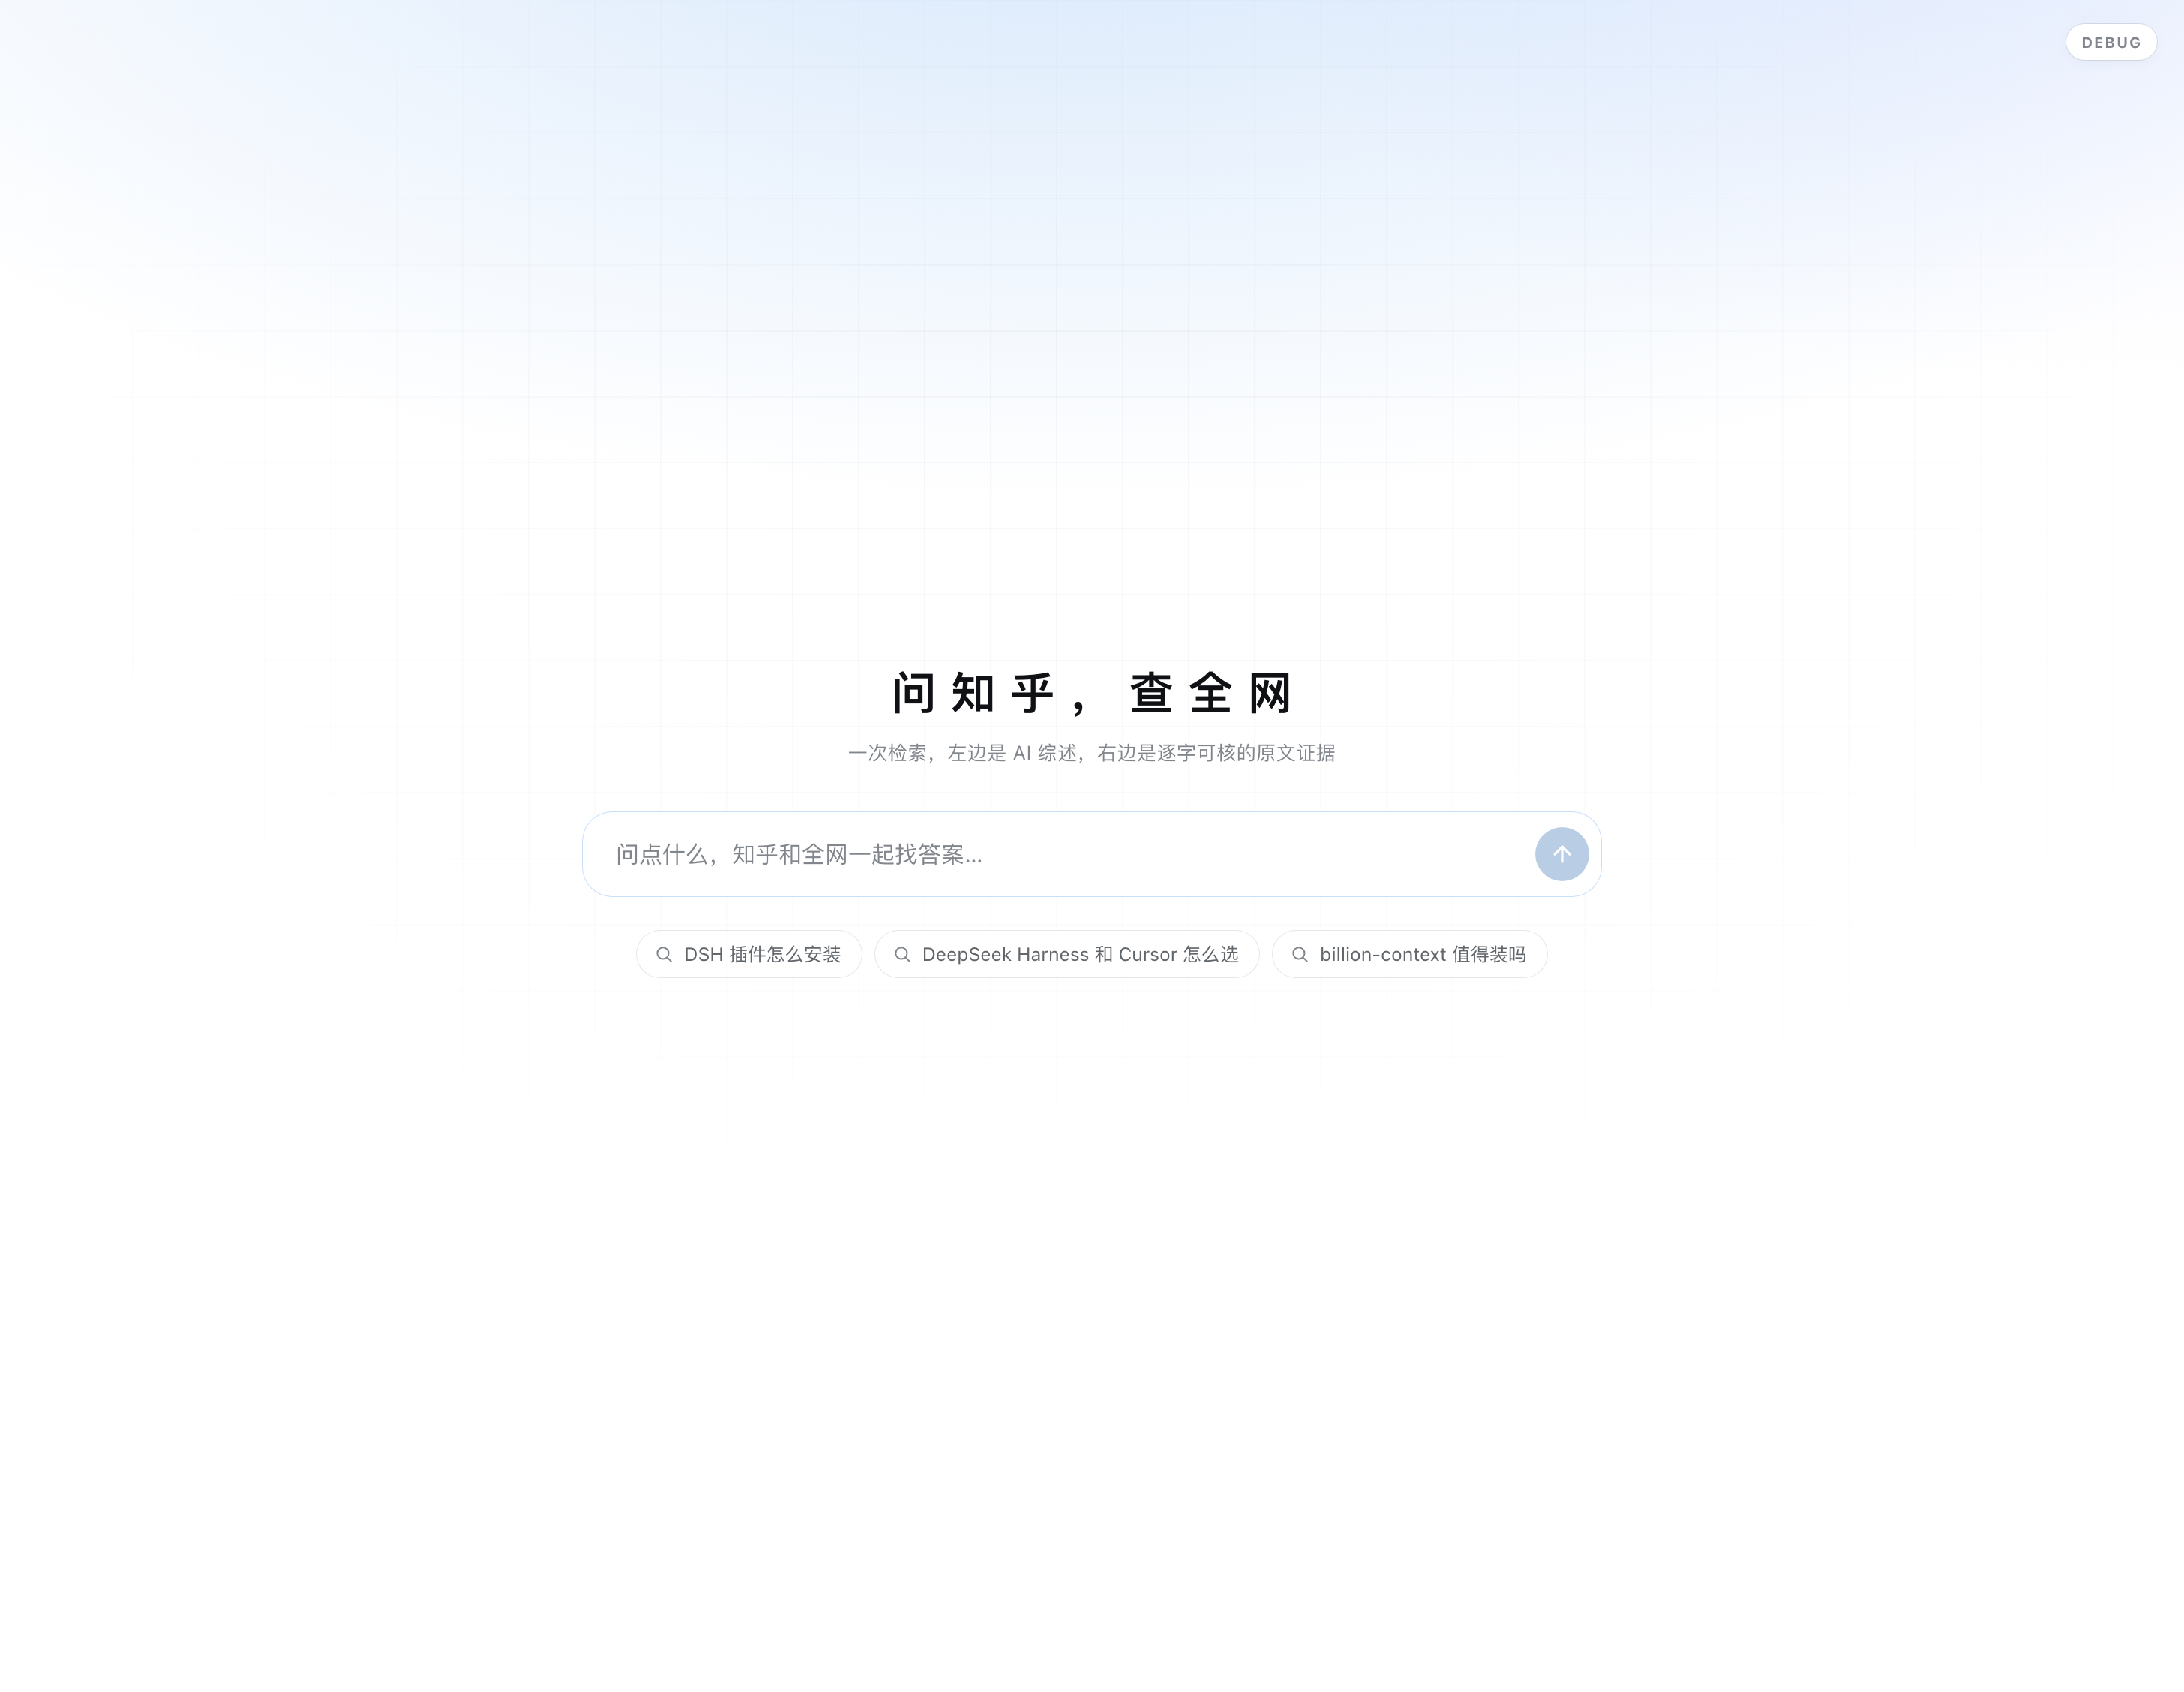 DEBUG
问知乎，查全网
一次检索，左边是 AI 综述，右边是逐字可核的原文证据
问点什么，知乎和全网一起找答案...
DSH 插件怎么安装
DeepSeek Harness 和 Cursor 怎么选
billion-context 值得装吗